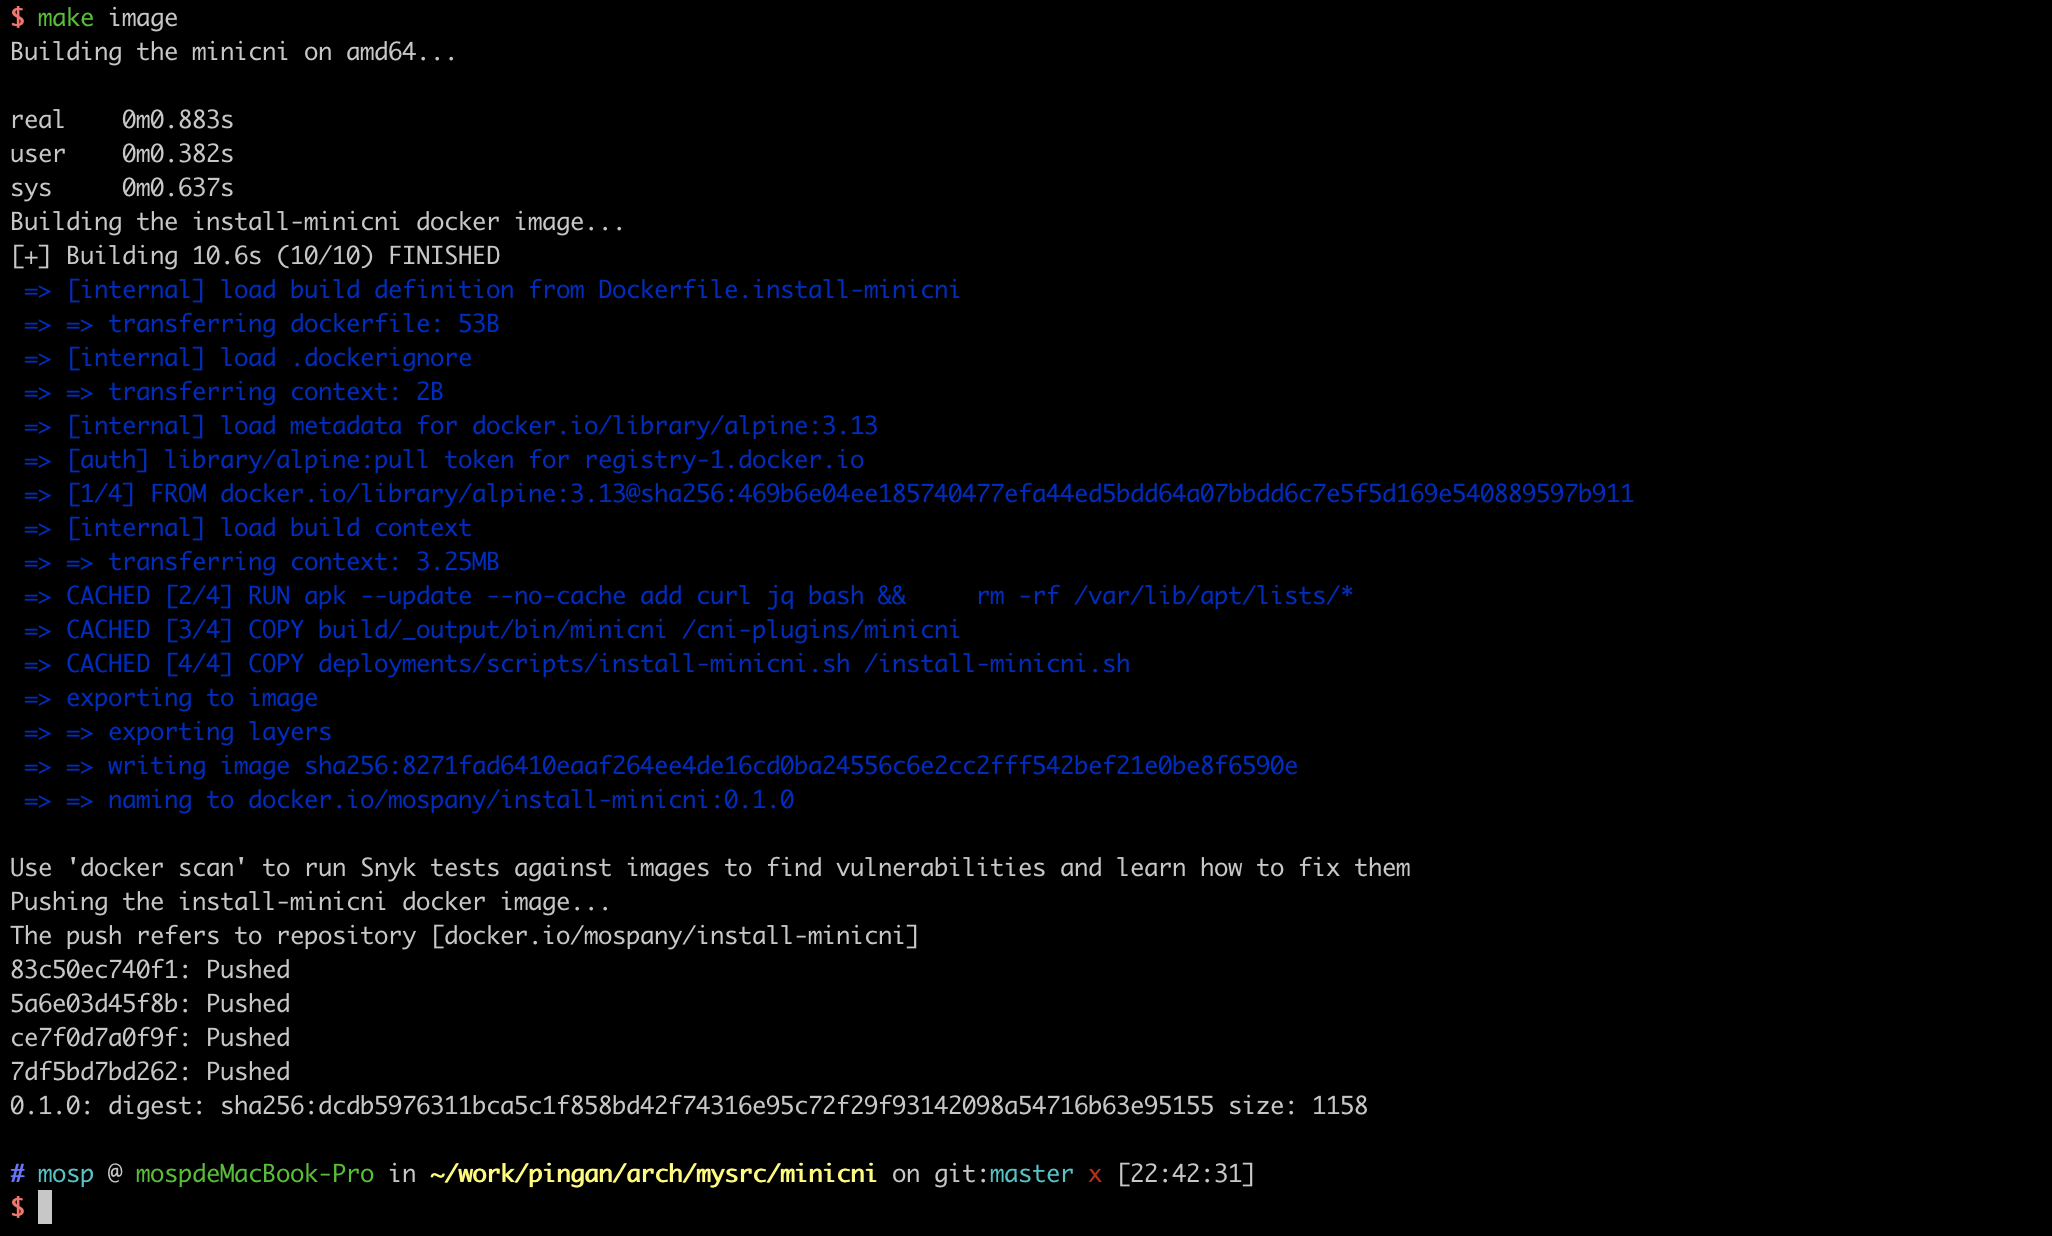 $ make image
Building the minicni on amd64...
real    0m0.883s
user    0m0.382s
sys     0m0.637s
Building the install-minicni docker image...
[+] Building 10.6s (10/10) FINISHED
 => [internal] load build definition from Dockerfile.install-minicni
 => => transferring dockerfile: 53B
 => [internal] load .dockerignore
 => => transferring context: 2B
 => [internal] load metadata for docker.io/library/alpine:3.13
 => [auth] library/alpine:pull token for registry-1.docker.io
 => [1/4] FROM docker.io/library/alpine:3.13@sha256:469b6e04ee185740477efa44ed5bdd64a07bbdd6c7e5f5d169e540889597b911
 => [internal] load build context
 => => transferring context: 3.25MB
 => CACHED [2/4] RUN apk --update --no-cache add curl jq bash &&     rm -rf /var/lib/apt/lists/*
 => CACHED [3/4] COPY build/_output/bin/minicni /cni-plugins/minicni
 => CACHED [4/4] COPY deployments/scripts/install-minicni.sh /install-minicni.sh
 => exporting to image
 => => exporting layers
 => => writing image sha256:8271fad6410eaaf264ee4de16cd0ba24556c6e2cc2fff542bef21e0be8f6590e
 => => naming to docker.io/mospany/install-minicni:0.1.0
Use 'docker scan' to run Snyk tests against images to find vulnerabilities and learn how to fix them
Pushing the install-minicni docker image...
The push refers to repository [docker.io/mospany/install-minicni]
83c50ec740f1: Pushed
5a6e03d45f8b: Pushed
ce7f0d7a0f9f: Pushed
7df5bd7bd262: Pushed
0.1.0: digest: sha256:dcdb5976311bca5c1f858bd42f74316e95c72f29f93142098a54716b63e95155 size: 1158
# mosp @ mospdeMacBook-Pro in ~/work/pingan/arch/mysrc/minicni on git:master x [22:42:31]
$